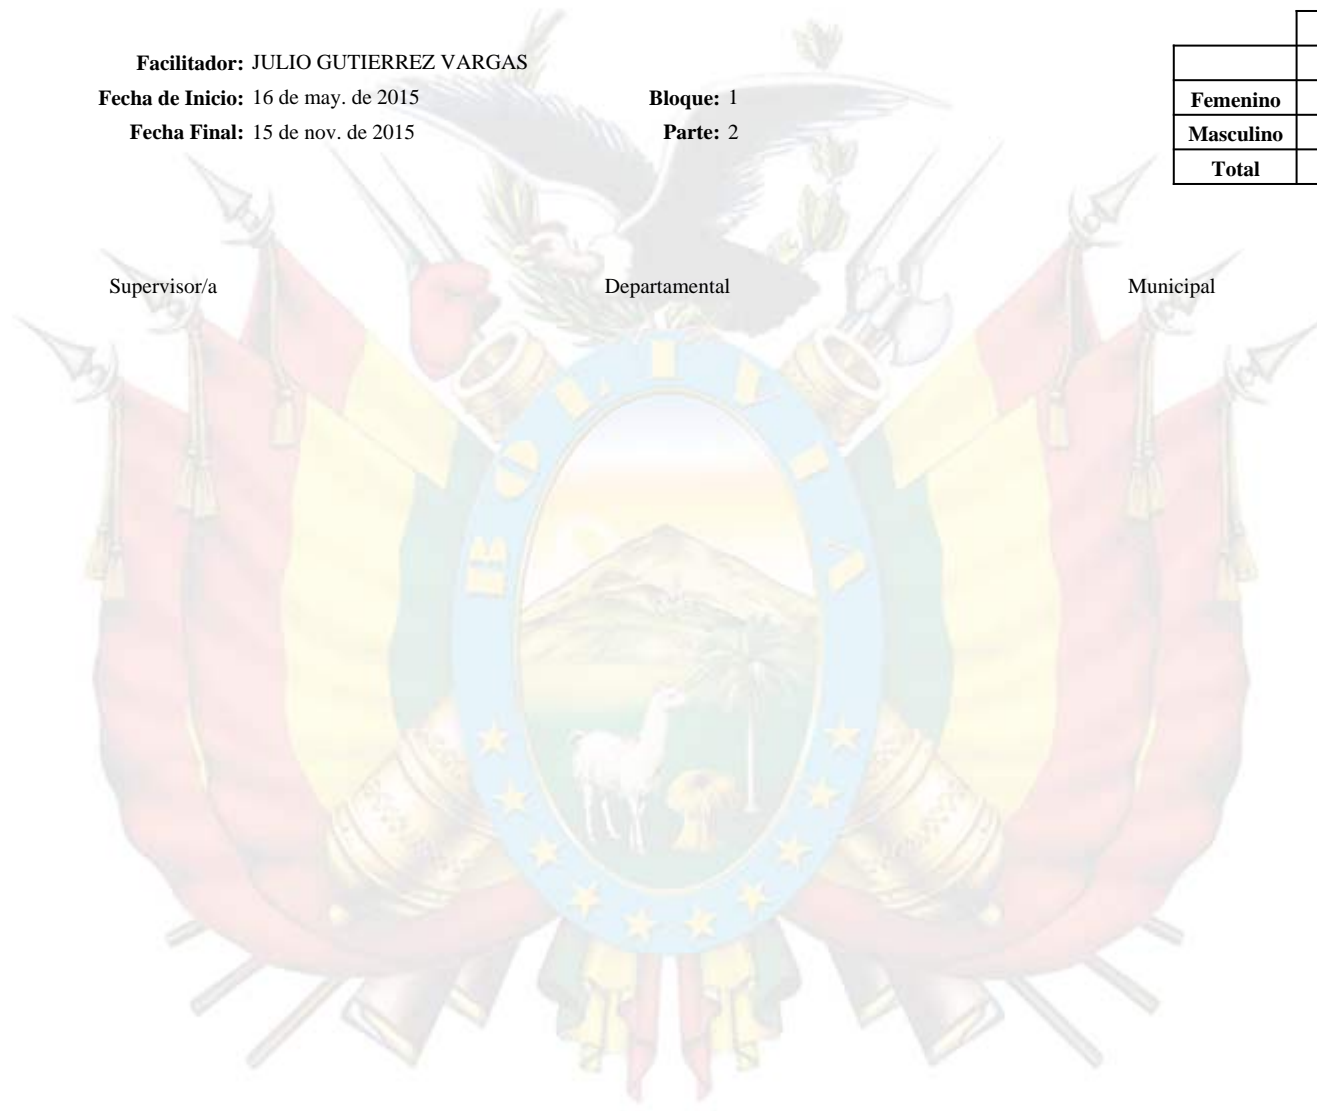 Facilitador: JULIO GUTIERREZ VARGAS
Fecha de Inicio: 16 de may. de 2015 Bloque: 1
Femenino
Fecha Final: 15 de nov. de 2015 Parte: 2
Masculino
Total
Supervisor/a Departamental Municipal
BOLIVIA